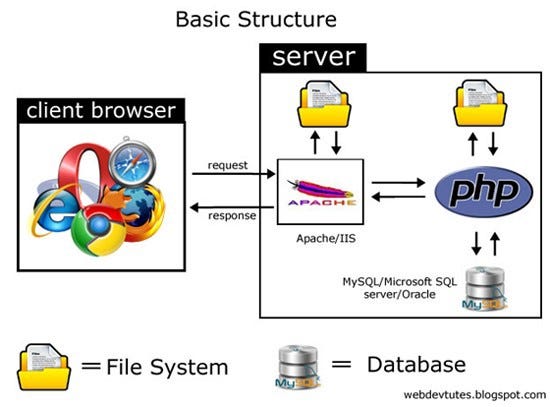 Basic Structure
server
client browser
request
response
APACHE
php
Apache/IIS
MySQL/Microsoft SQL
server/Oracle
MySQL
= File System
MySQL
= Database
webdevtutes.blogspot.com